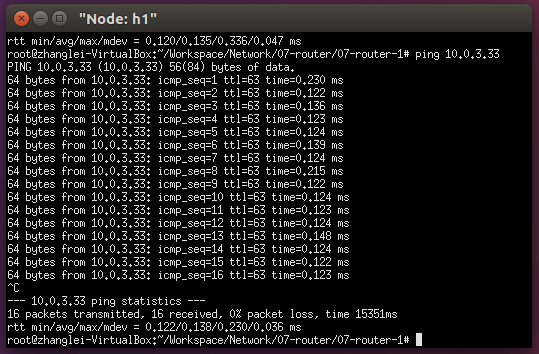 "Node: h1"
rtt min/avg/max/mdev = 0.120/0.135/0.336/0.047 ms
root@zhanglei-VirtualBox:~/Workspace/Network/07-router/07-router-1# ping 10.0.3.33
PING 10.0.3.33 (10.0.3.33) 56(84) bytes of data.
64 bytes from 10.0.3.33: icmp_seq=1 ttl=63 time=0.230 ms
64 bytes from 10.0.3.33: icmp_seq=2 ttl=63 time=0.122 ms
64 bytes from 10.0.3.33: icmp_seq=3 ttl=63 time=0.136 ms
64 bytes from 10.0.3.33: icmp_seq=4 ttl=63 time=0.123 ms
64 bytes from 10.0.3.33: icmp_seq=5 ttl=63 time=0.124 ms
64 bytes from 10.0.3.33: icmp_seq=6 ttl=63 time=0.139 ms
64 bytes from 10.0.3.33: icmp_seq=7 ttl=63 time=0.124 ms
64 bytes from 10.0.3.33: icmp_seq=8 ttl=63 time=0.215 ms
64 bytes from 10.0.3.33: icmp_seq=9 ttl=63 time=0.122 ms
64 bytes from 10.0.3.33: icmp_seq=10 ttl=63 time=0.124 ms
64 bytes from 10.0.3.33: icmp_seq=11 ttl=63 time=0.123 ms
64 bytes from 10.0.3.33: icmp_seq=12 ttl=63 time=0.124 ms
64 bytes from 10.0.3.33: icmp_seq=13 ttl=63 time=0.148 ms
64 bytes from 10.0.3.33: icmp_seq=14 ttl=63 time=0.124 ms
64 bytes from 10.0.3.33: icmp_seq=15 ttl=63 time=0.122 ms
64 bytes from 10.0.3.33: icmp_seq=16 ttl=63 time=0.123 ms
^C
--- 10.0.3.33 ping statistics ---
16 packets transmitted, 16 received, 0% packet loss, time 15351ms
rtt min/avg/max/mdev = 0.122/0.138/0.230/0.036 ms
root@zhanglei-VirtualBox:~/Workspace/Network/07-router/07-router-1#